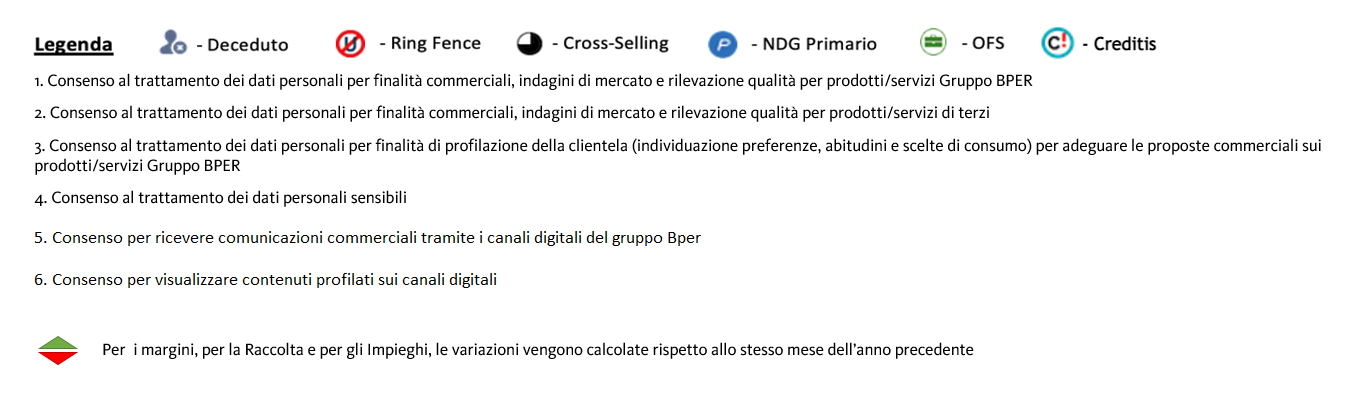 Legenda - Deceduto - Ring Fence - Cross-Selling P - NDG Primario - OFS C! - Creditis
1. Consenso al trattamento dei dati personali per finalità commerciali, indagini di mercato e rilevazione qualità per prodotti/servizi Gruppo BPER
2. Consenso al trattamento dei dati personali per finalità commerciali, indagini di mercato e rilevazione qualità per prodotti/servizi di terzi
3. Consenso al trattamento dei dati personali per finalità di profilazione della clientela (individuazione preferenze, abitudini e scelte di consumo) per adeguare le proposte commerciali sui
prodotti/servizi Gruppo BPER
4. Consenso al trattamento dei dati personali sensibili
5. Consenso per ricevere comunicazioni commerciali tramite i canali digitali del gruppo Bper
6. Consenso per visualizzare contenuti profilati sui canali digitali
Per i margini, per la Raccolta e per gli Impieghi, le variazioni vengono calcolate rispetto allo stesso mese dell'anno precedente